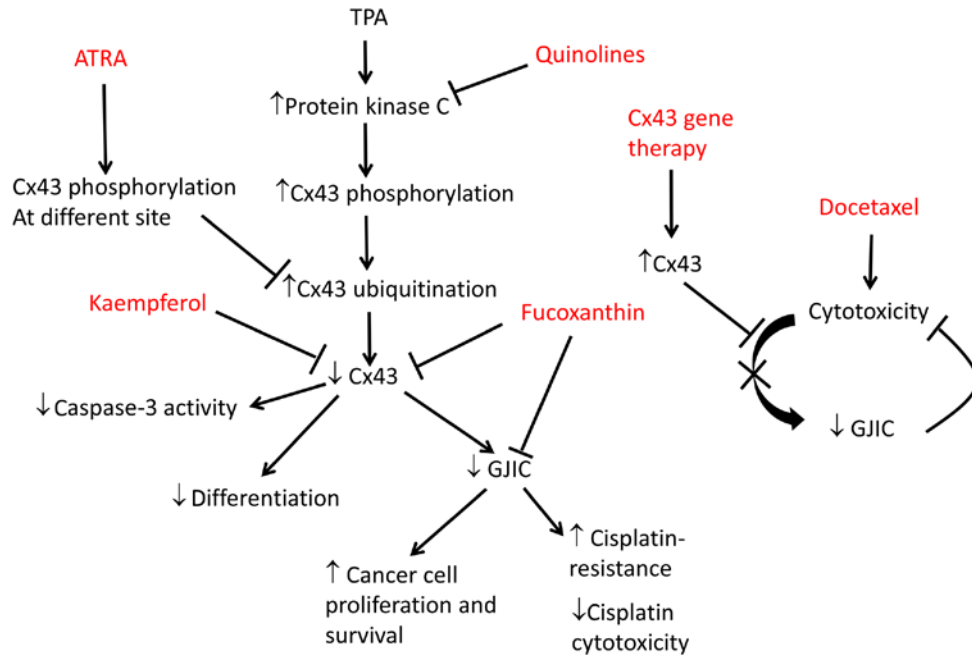 TPA
ATRA
Quinolines
↑Protein kinase C
Cx43 gene
therapy
Cx43 phosphorylation
At different site
↑Cx43 phosphorylation
Docetaxel
↑Cx43
↑Cx43 ubiquitination
Kaempferol
Fucoxanthin
Cytotoxicity
↓ Cx43
↓Caspase-3 activity
↓ GJIC
↓ GJIC
↓ Differentiation
↑ Cisplatin-
resistance
↑ Cancer cell
proliferation and
survival
↓Cisplatin
cytotoxicity